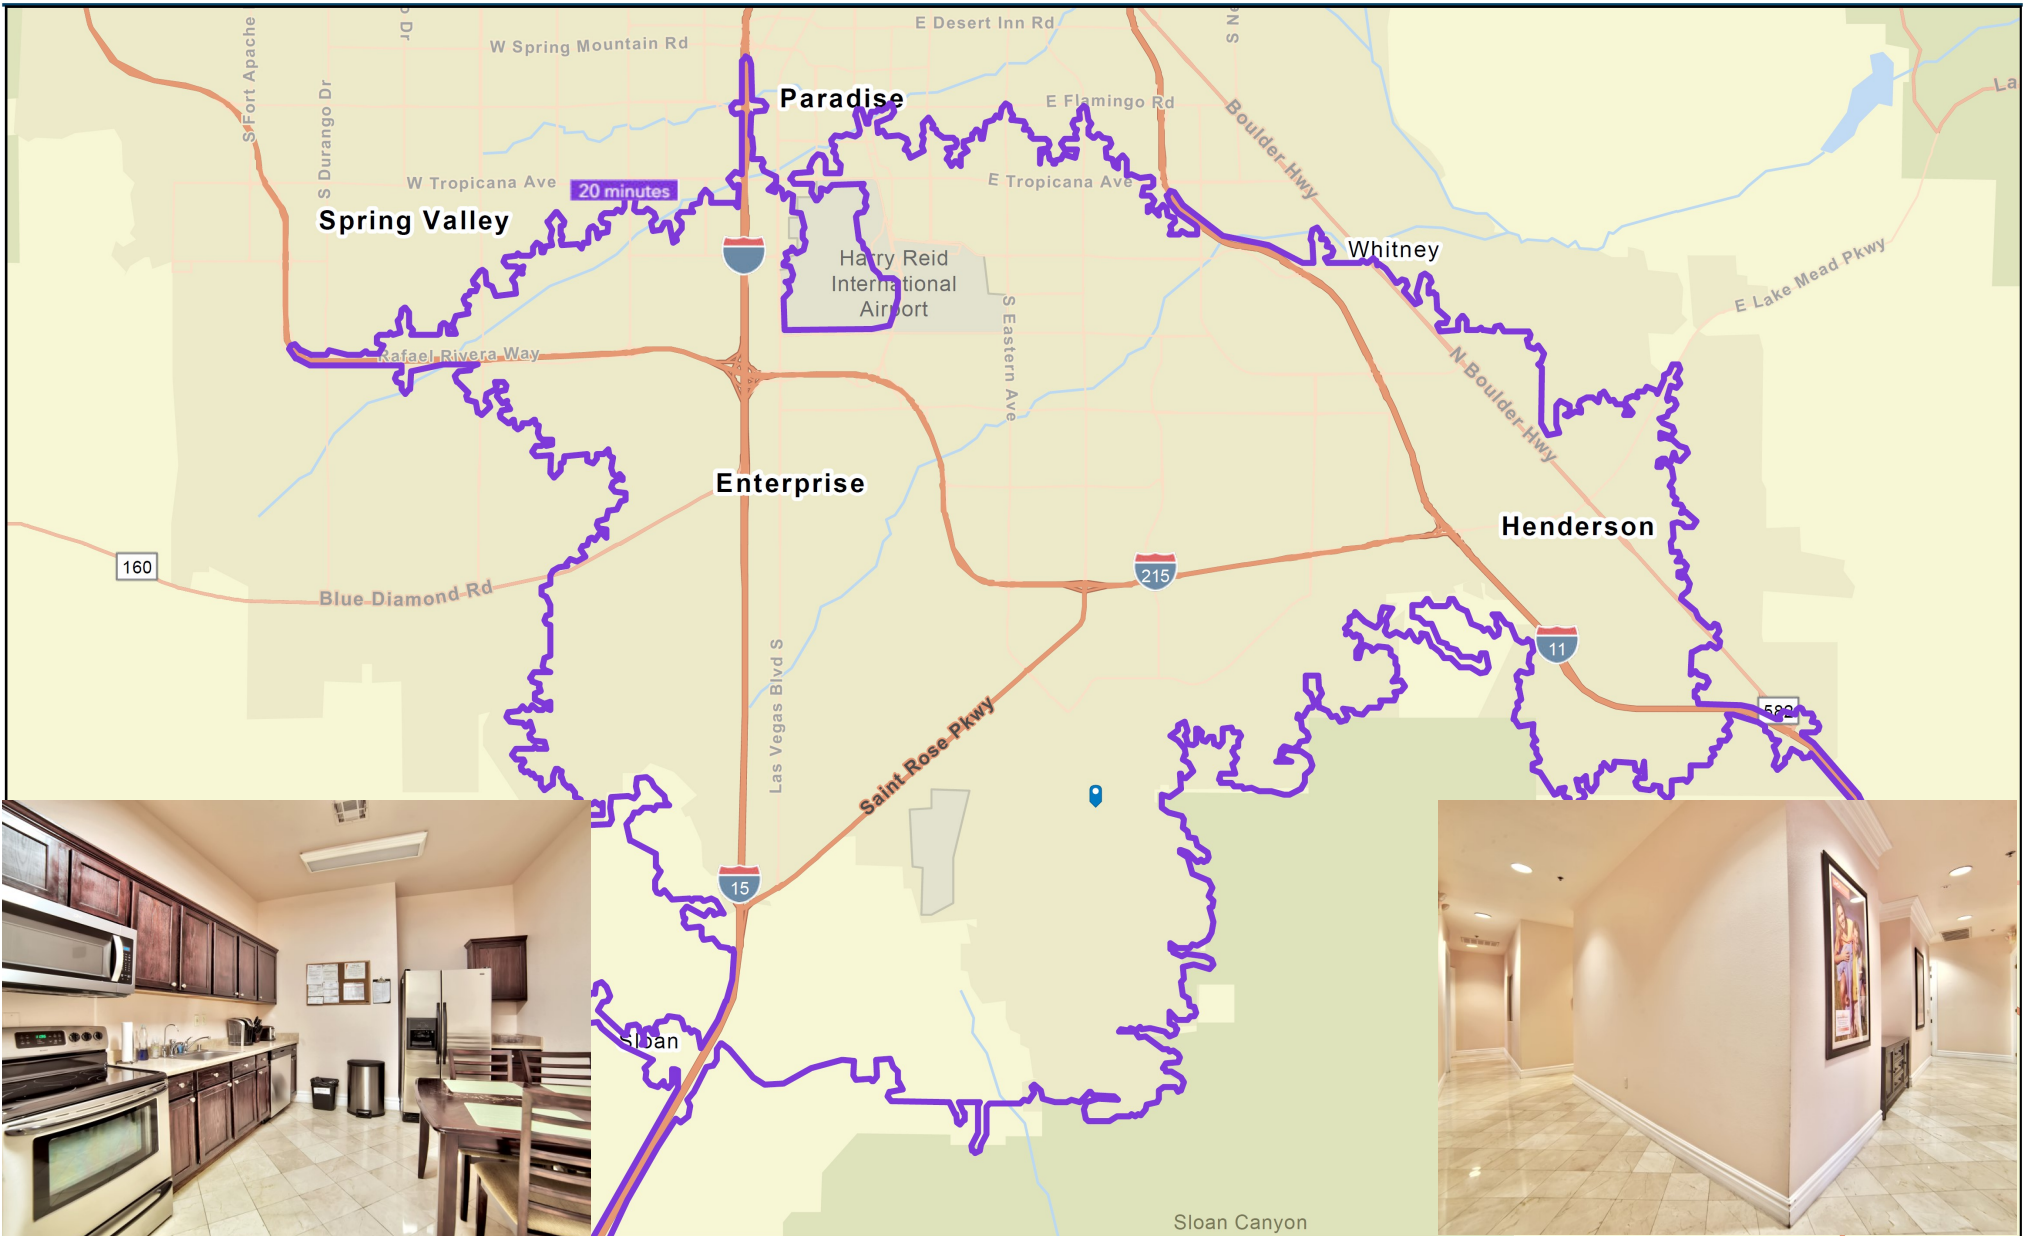 E Desert Inn Rd
W Spring Mountain Rd
S Fort Apache
Dr
S Durango Dr
S Ne
La
Paradise
E Flamingo Rd
Boulder Hwy
W Tropicana Ave
20 minutes
E Tropicana Ave
Spring Valley
Whitney
Harry Reid
International
Airport
E Lake Mead Pkwy
S Eastern Ave
Rafael Rivera Way
N Boulder Hwy
Enterprise
Henderson
160
215
Blue Diamond Rd
11
Las Vegas Blvd S
Saint Rose Pkwy
582
15
Sloan
Sloan Canyon